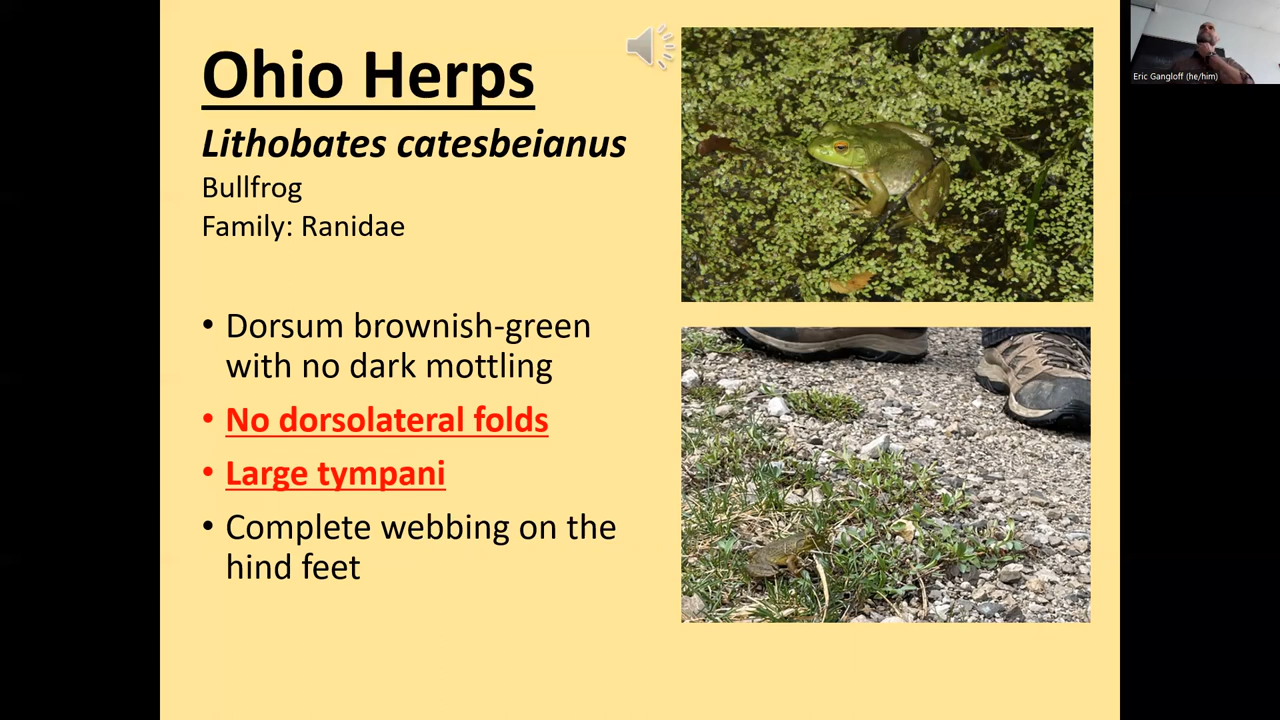 Ohio Herps
Lithobates catesbeianus
Bullfrog
Family: Ranidae
• Dorsum brownish-green
with no dark mottling
• No dorsolateral folds
• Large tympani
• Complete webbing on the
hind feet
Eric Gangloff (he/him)